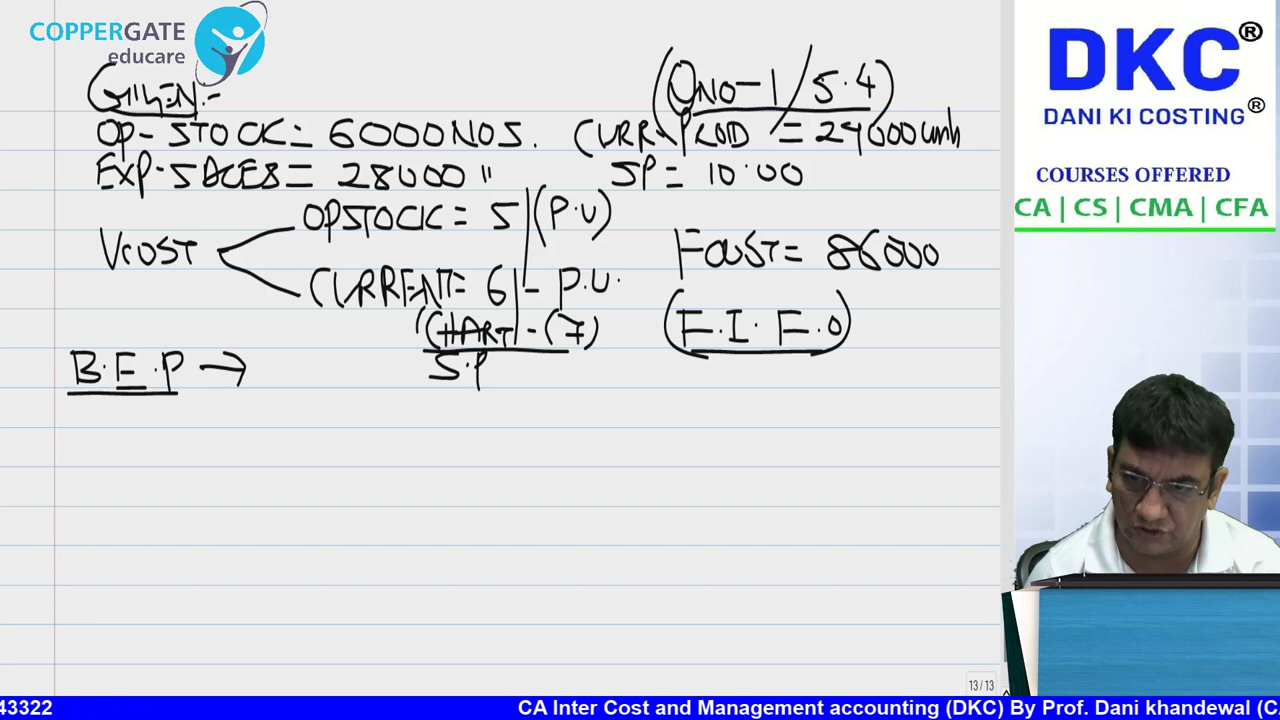 COPPERGATE
educare
GIVEN:-
(QNO-1/5.4)
OP-STOCK = 6000 NOS.
CURR-PROD = 24000 units
EXP-SALES = 28000 "
SP = 10.00
VCOST
OPSTOCK = 5/(P.U)
CURRENT = 6/- P.U.
FCOST = 86000
(CHART-(7)
(F.I.F.O)
B.E.P →
S.P
13/13
DKC®
DANI KI COSTING®
COURSES OFFERED
CA | CS | CMA | CFA
43322
CA Inter Cost and Management accounting (DKC) By Prof. Dani khandewal (C